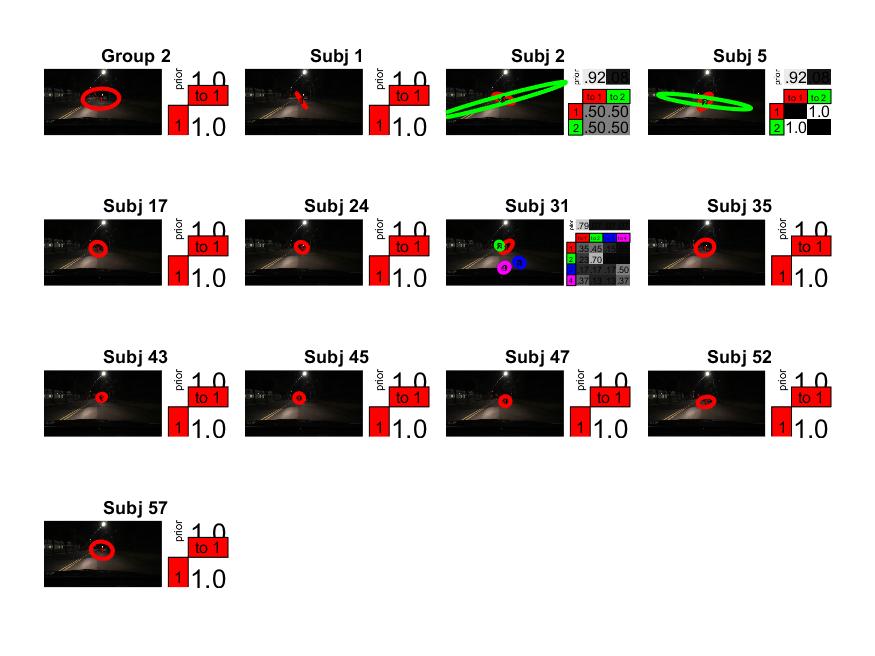 Group 2
prior
1.0
to 1
1
1.0
Subj 1
prior
1.0
to 1
1
1.0
Subj 2
prior
.92 .08
to 1 to 2
1 .50 .50
2 .50 .50
Subj 5
prior
.92 .08
to 1 to 2
1 1.0
2 1.0
Subj 17
prior
1.0
to 1
1
1.0
Subj 24
prior
1.0
to 1
1
1.0
Subj 31
.79
1 .35 .45 .15
2 .23 .70
.17 .17 .17 .50
4 .37 .13 .13 .37
Subj 35
prior
1.0
to 1
1
1.0
Subj 43
prior
1.0
to 1
1
1.0
Subj 45
prior
1.0
to 1
1
1.0
Subj 47
prior
1.0
to 1
1
1.0
Subj 52
prior
1.0
to 1
1
1.0
Subj 57
prior
1.0
to 1
1
1.0